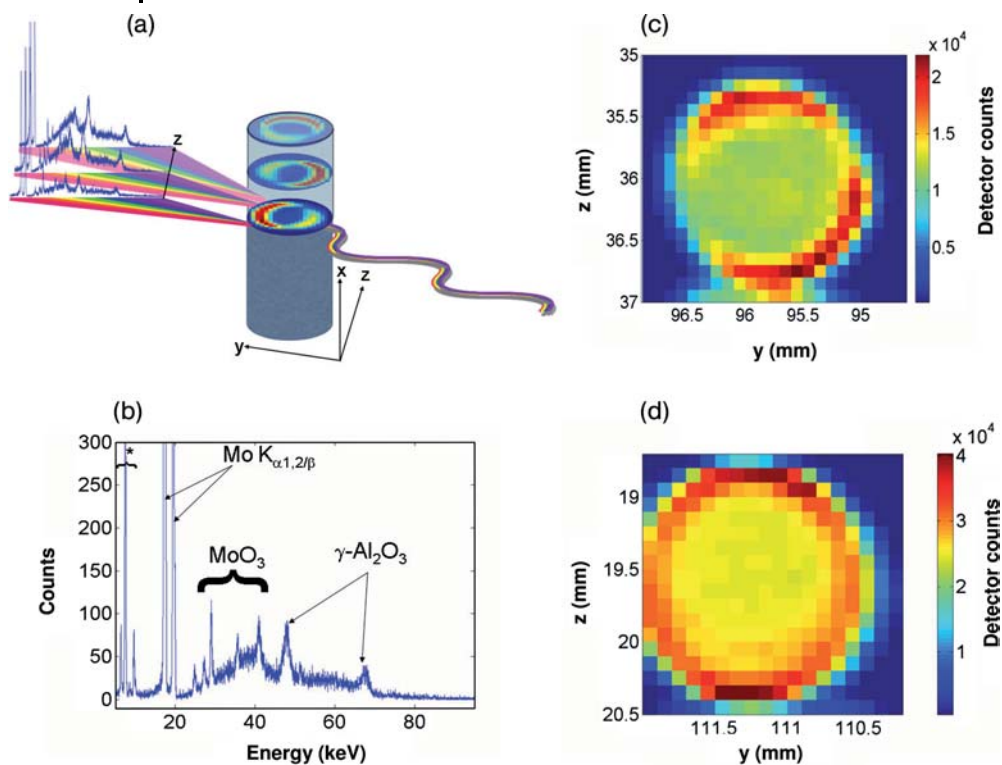 (a)
z
x
z
y
(b)
300
250
200
150
100
50
0
Counts
*
Mo Kα1,2/β
MoO3
γ-Al2O3
20
40
60
80
Energy (keV)
(c)
35
35.5
36
36.5
37
z (mm)
96.5
96
95.5
95
y (mm)
x 10^4
2
1.5
1
0.5
Detector counts
(d)
19
19.5
20
20.5
z (mm)
111.5
111
110.5
y (mm)
x 10^4
4
3
2
1
Detector counts